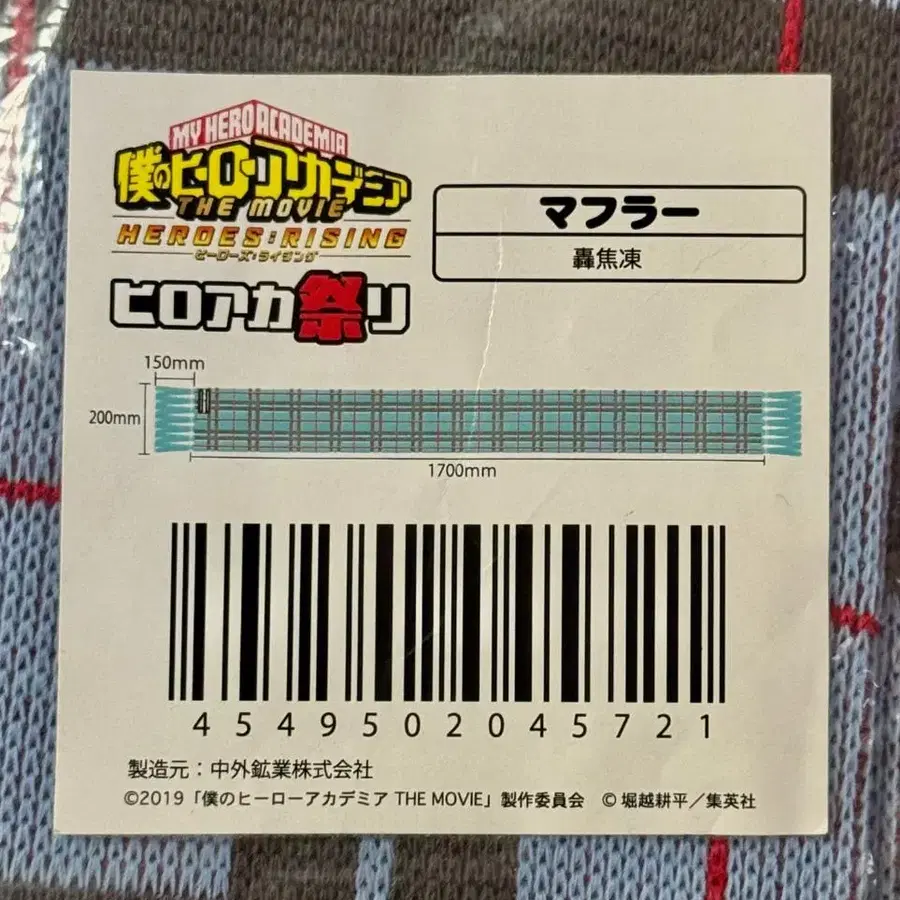 MY HERO ACADEMIA
僕のヒーローアカデミア
THE MOVIE
HEROES:RISING
ヒーローズ:ライジング
ヒロアカ祭り
マフラー
轟焦凍
150mm
200mm
1700mm
4549502045721
製造元：中外鉱業株式会社
©2019「僕のヒーローアカデミア THE MOVIE」製作委員会 ©堀越耕平／集英社